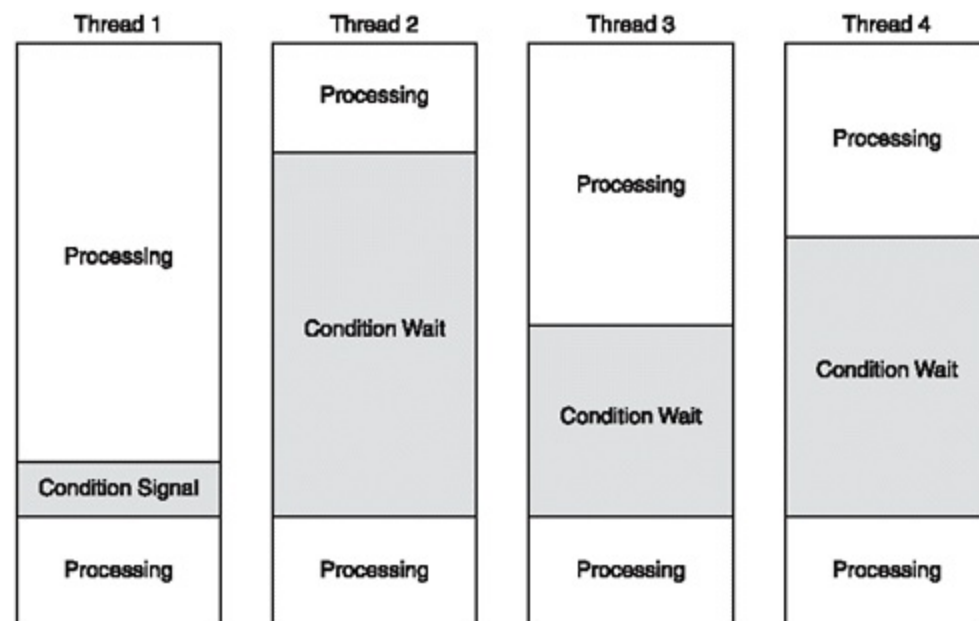 Thread 1
Thread 2
Thread 3
Thread 4
Processing
Processing
Processing
Processing
Condition Wait
Condition Wait
Condition Wait
Condition Signal
Processing
Processing
Processing
Processing